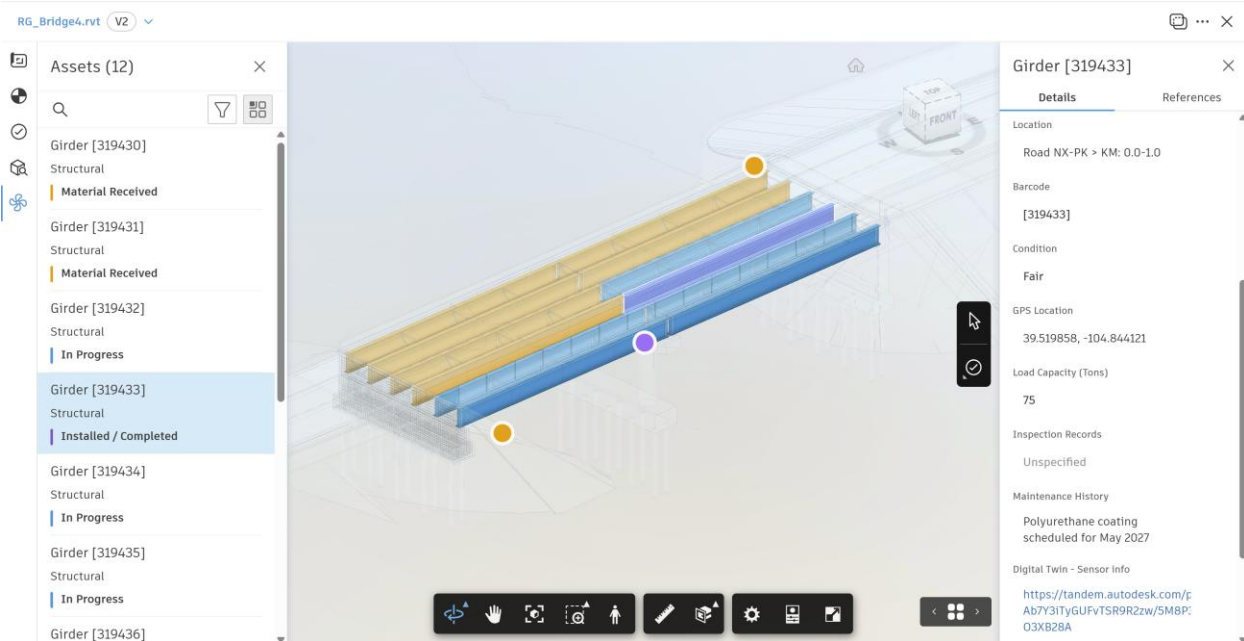 RG_Bridge4.rvt V2
Assets (12)
Girder [319430]
Structural
Material Received
Girder [319431]
Structural
Material Received
Girder [319432]
Structural
In Progress
Girder [319433]
Structural
Installed / Completed
Girder [319434]
Structural
In Progress
Girder [319435]
Structural
In Progress
Girder [319436]
TOP
LEFT
FRONT
Girder [319433]
Details References
Location
Road NX-PK > KM: 0.0-1.0
Barcode
[319433]
Condition
Fair
GPS Location
39.519858, -104.844121
Load Capacity (Tons)
75
Inspection Records
Unspecified
Maintenance History
Polyurethane coating
scheduled for May 2027
Digital Twin - Sensor info
https://tandem.autodesk.com/p
Ab7Y3iTyGUFvTSR9R2zw/5M8P
O3XB28A